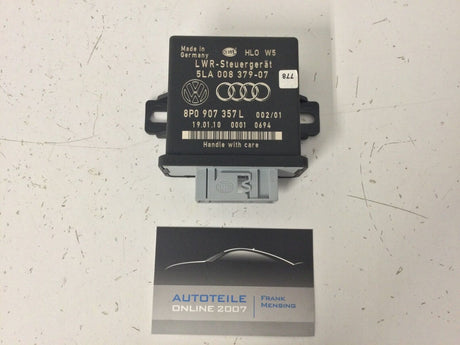 Made in
Germany
HLO W5
LWR-Steuergerät
5LA 008 379-07
778
8P0 907 357 L 002/01
19.01.10 0001 0694
Handle with care
AUTOTEILE
ONLINE 2007
FRANK
MENSING